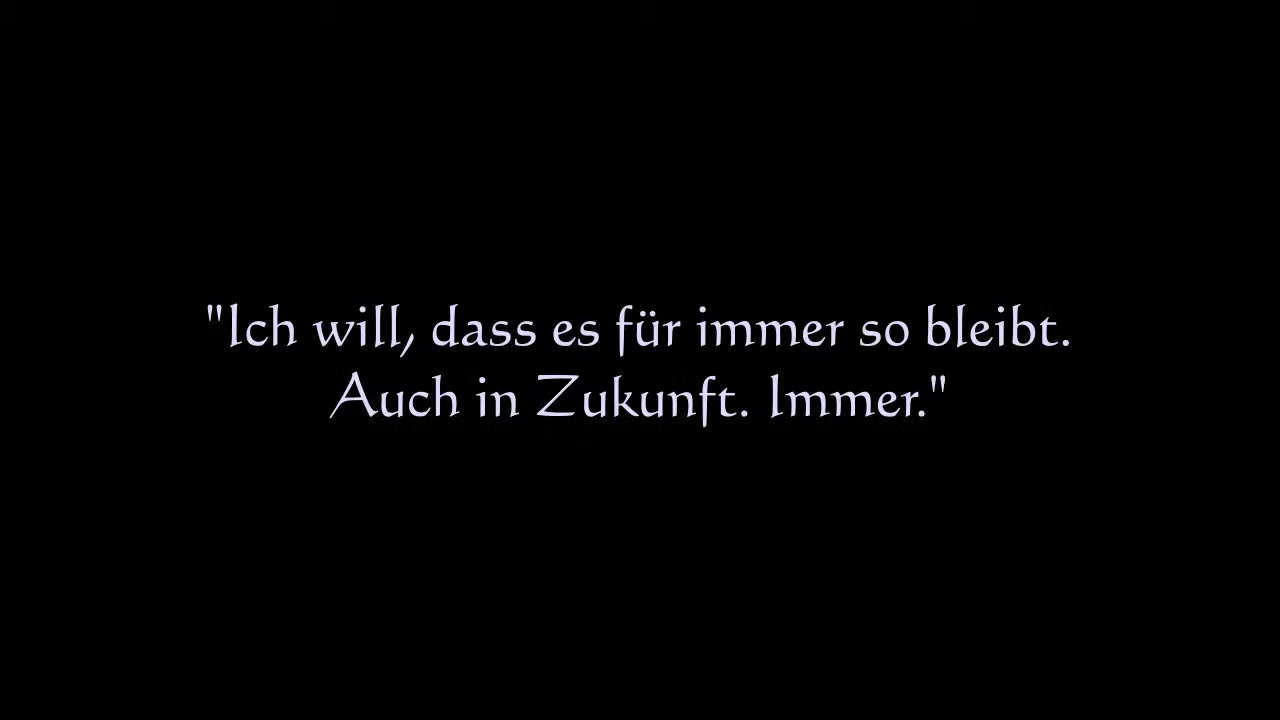 "Ich will, dass es für immer so bleibt.
Auch in Zukunft. Immer."